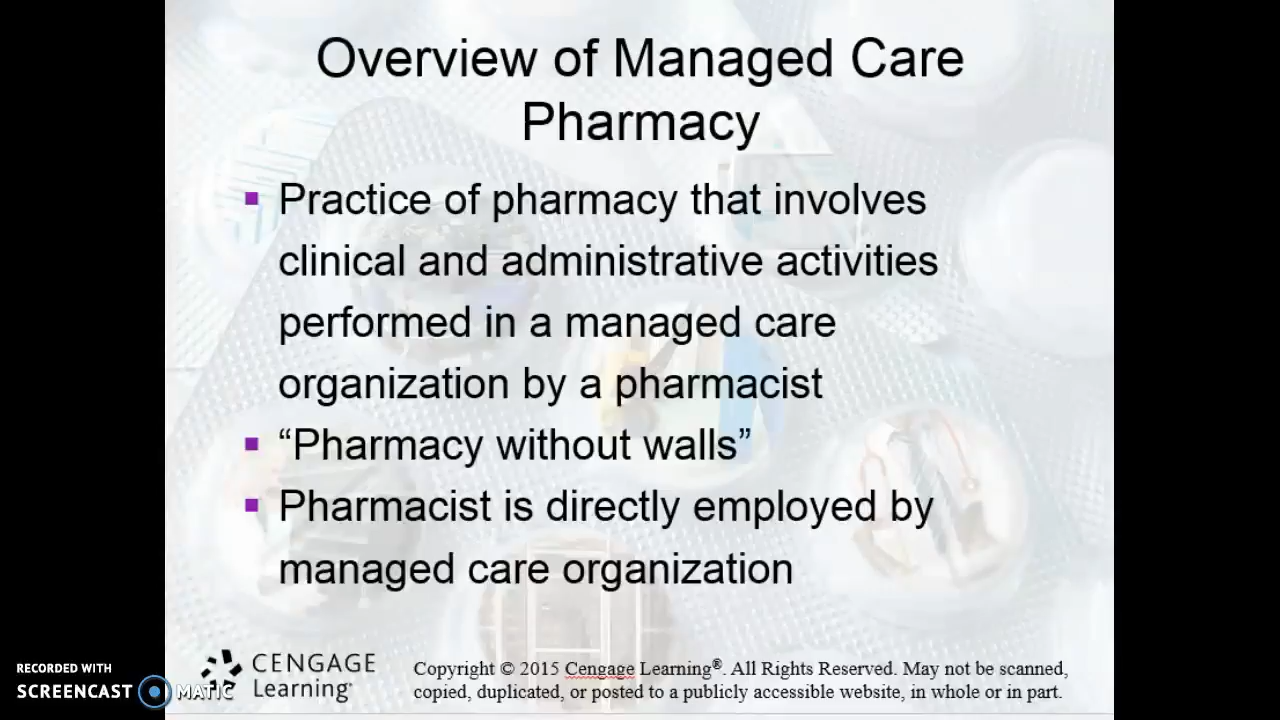 Overview of Managed Care
Pharmacy
▪ Practice of pharmacy that involves
clinical and administrative activities
performed in a managed care
organization by a pharmacist
▪ “Pharmacy without walls”
▪ Pharmacist is directly employed by
managed care organization
CENGAGE
Learning
Copyright © 2015 Cengage Learning®. All Rights Reserved. May not be scanned,
copied, duplicated, or posted to a publicly accessible website, in whole or in part.
RECORDED WITH
SCREENCAST MATIC